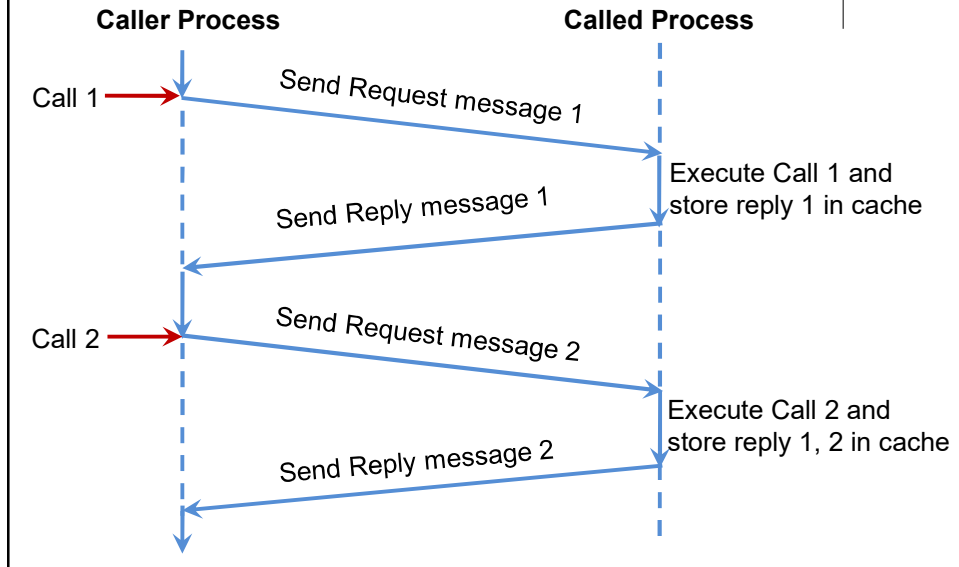 Caller Process
Called Process
Call 1
Send Request message 1
Execute Call 1 and
store reply 1 in cache
Send Reply message 1
Call 2
Send Request message 2
Execute Call 2 and
store reply 1, 2 in cache
Send Reply message 2